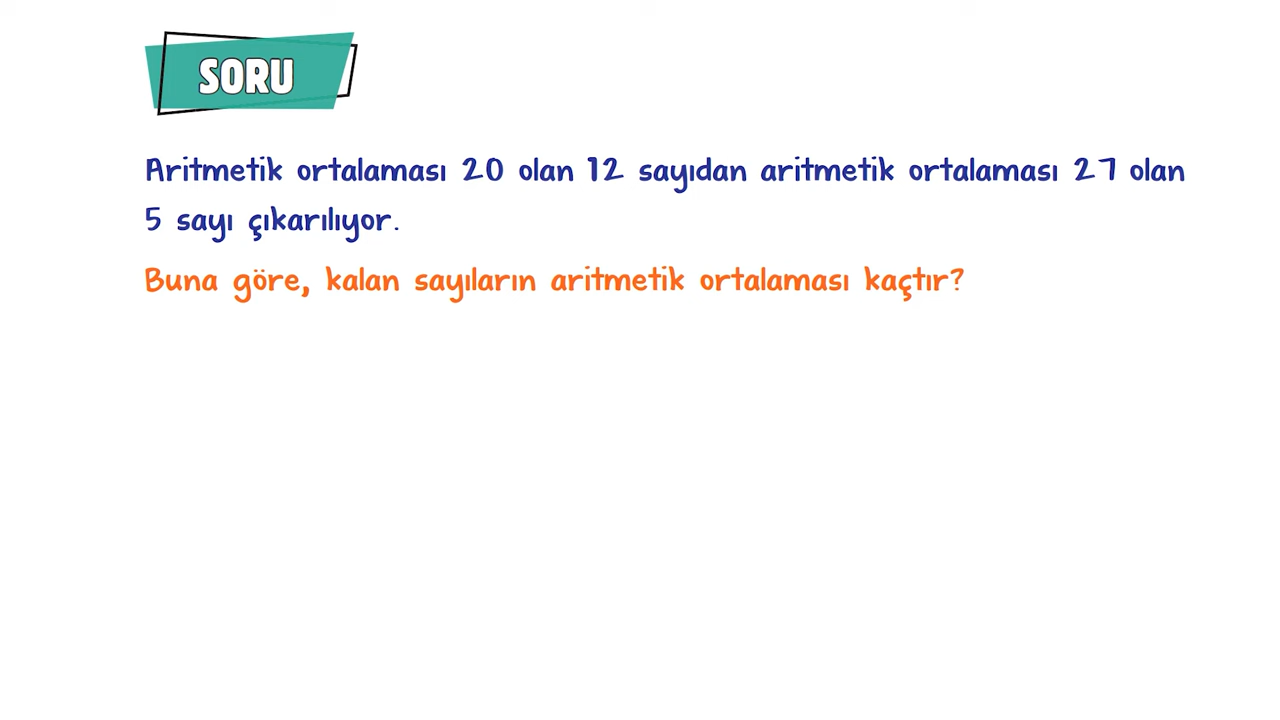 SORU
Aritmetik ortalaması 20 olan 12 sayıdan aritmetik ortalaması 27 olan
5 sayı çıkarılıyor.
Buna göre, kalan sayıların aritmetik ortalaması kaçtır?